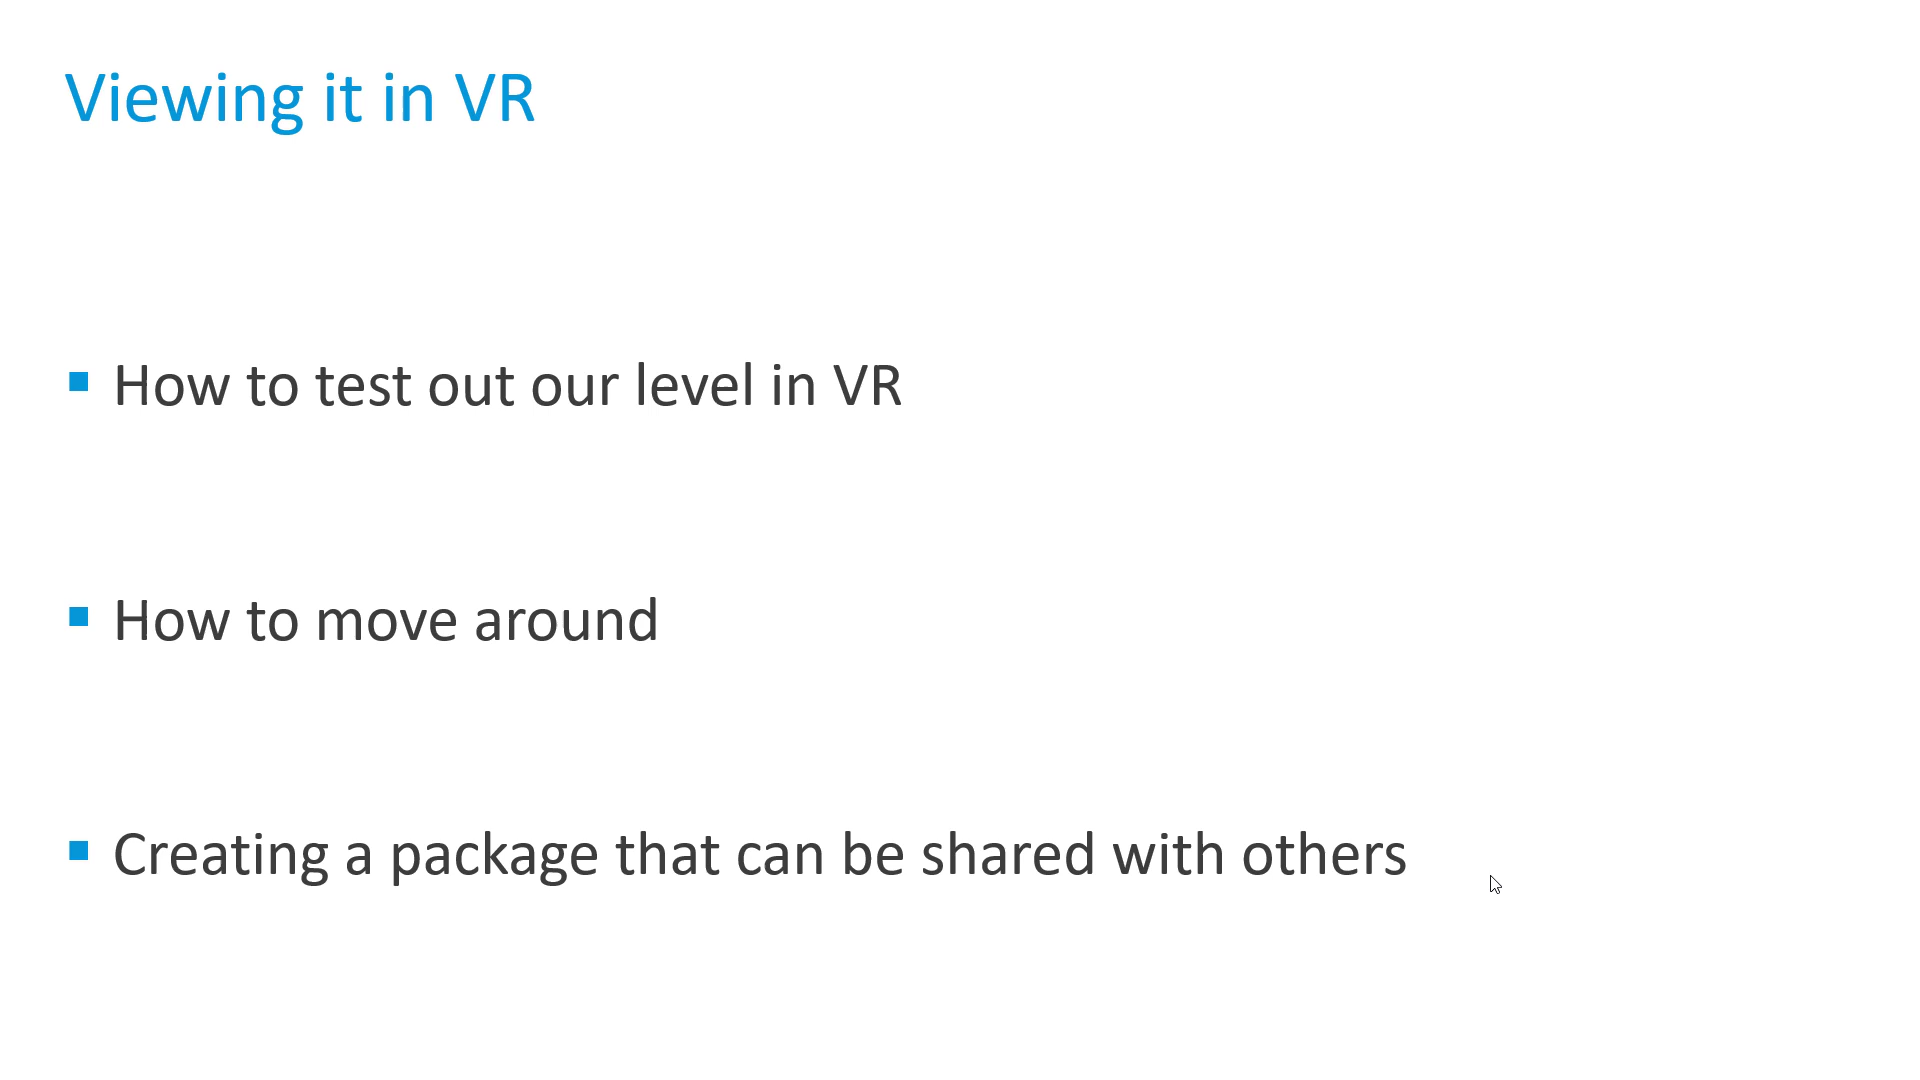 Viewing it in VR
How to test out our level in VR
How to move around
Creating a package that can be shared with others